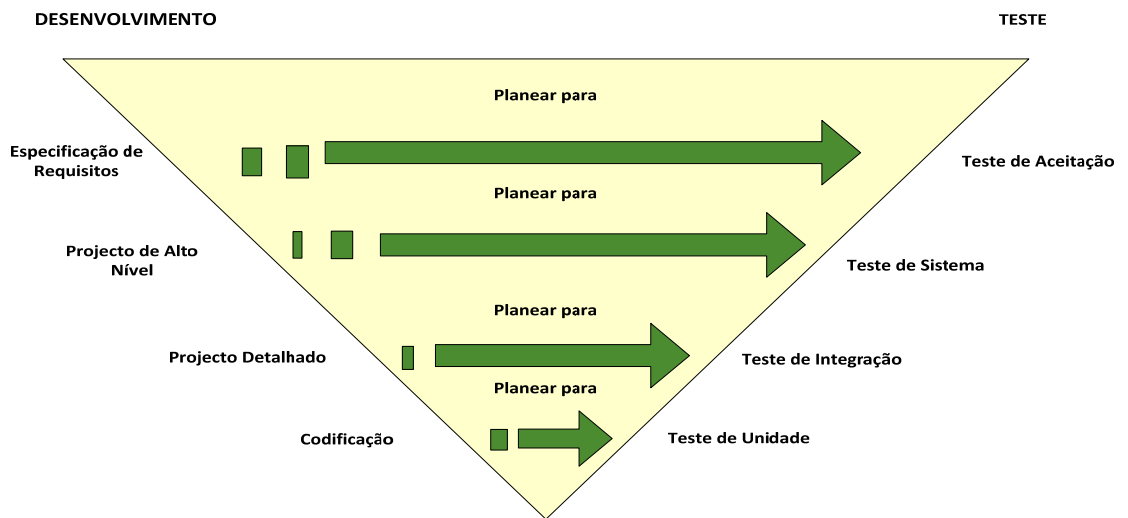 DESENVOLVIMENTO
TESTE
Planear para
Especificação de
Requisitos
Teste de Aceitação
Planear para
Projecto de Alto
Nível
Teste de Sistema
Planear para
Projecto Detalhado
Teste de Integração
Planear para
Codificação
Teste de Unidade